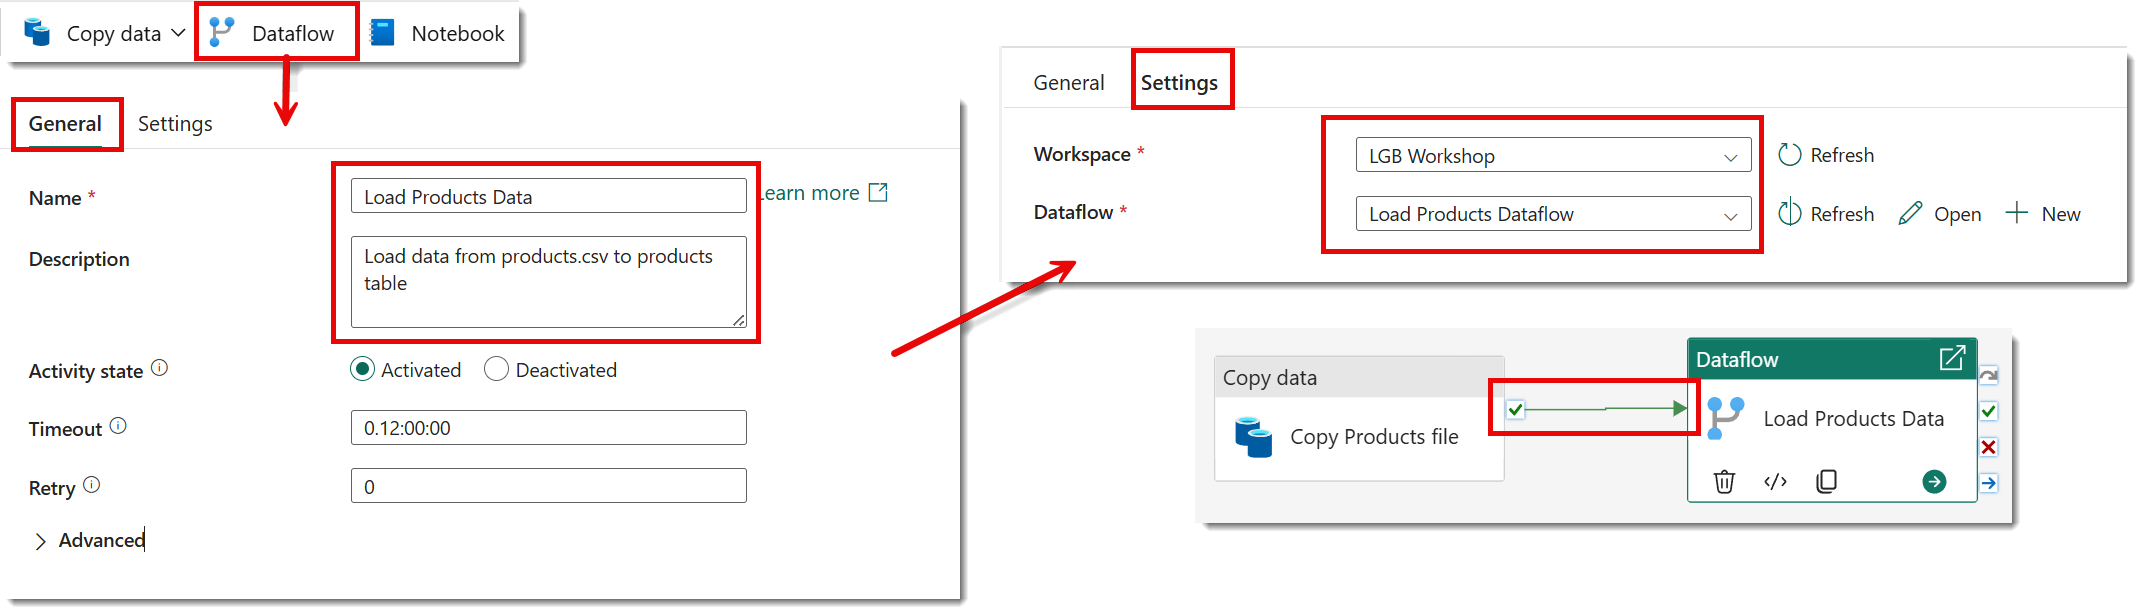 Copy data
Dataflow
Notebook
General
Settings
Name *
Load Products Data
Learn more
Description
Load data from products.csv to products
table
Activity state
Activated
Deactivated
Timeout
0.12:00:00
Retry
0
Advanced
General
Settings
Workspace *
LGB Workshop
Refresh
Dataflow *
Load Products Dataflow
Refresh
Open
New
Copy data
Copy Products file
Dataflow
Load Products Data